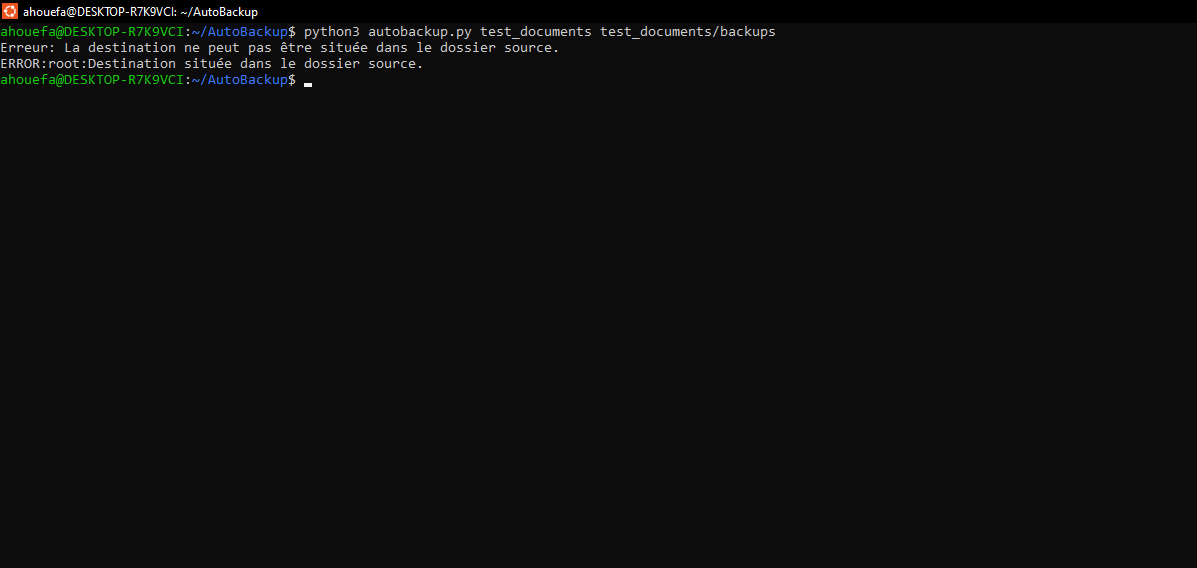 ahouefa@DESKTOP-R7K9VCI: ~/AutoBackup
ahouefa@DESKTOP-R7K9VCI:~/AutoBackup$ python3 autobackup.py test_documents test_documents/backups
Erreur: La destination ne peut pas être située dans le dossier source.
ERROR:root:Destination située dans le dossier source.
ahouefa@DESKTOP-R7K9VCI:~/AutoBackup$